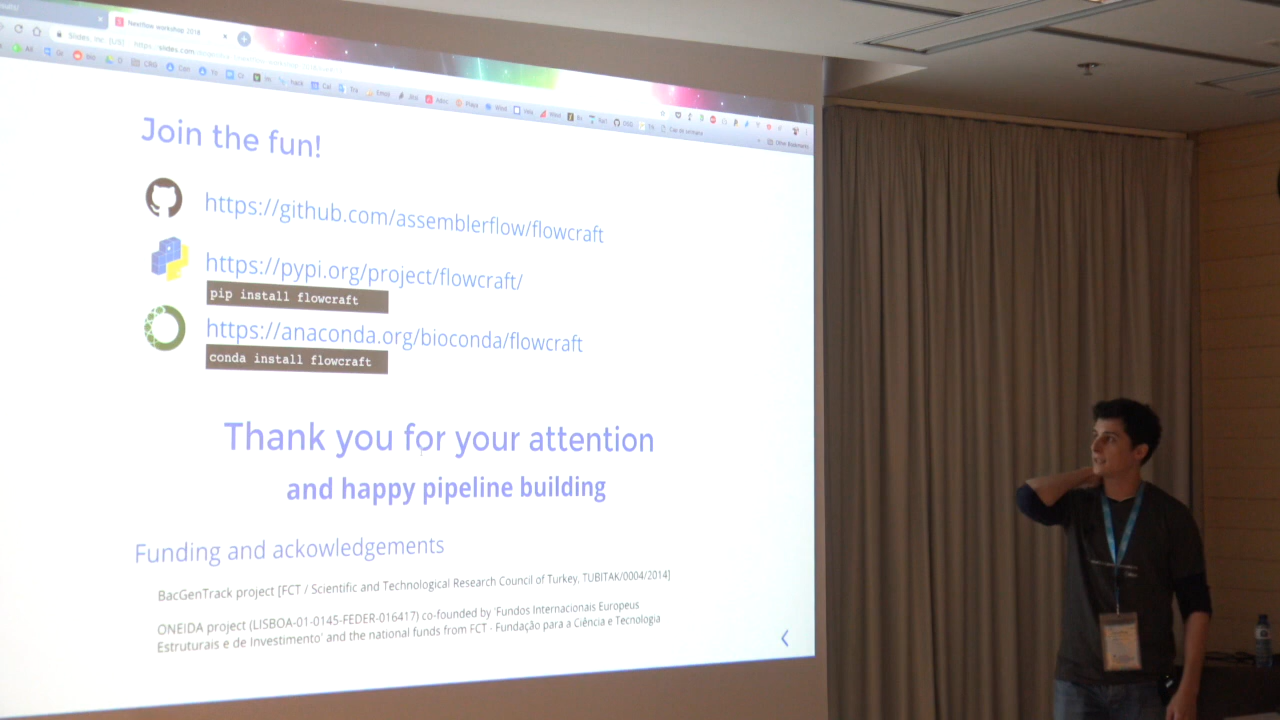 Nextflow workshop 2018
Join the fun!
https://github.com/assemblerflow/flowcraft
https://pypi.org/project/flowcraft/
pip install flowcraft
https://anaconda.org/bioconda/flowcraft
conda install flowcraft
Thank you for your attention
and happy pipeline building
Funding and ackowledgements
BacGenTrack project [FCT / Scientific and Technological Research Council of Turkey, TUBITAK/0004/2014]
ONEIDA project (LISBOA-01-0145-FEDER-016417) co-founded by 'Fundos Internacionais Europeus
Estruturais e de Investimento' and the national funds from FCT - Fundação para a Ciência e Tecnologia